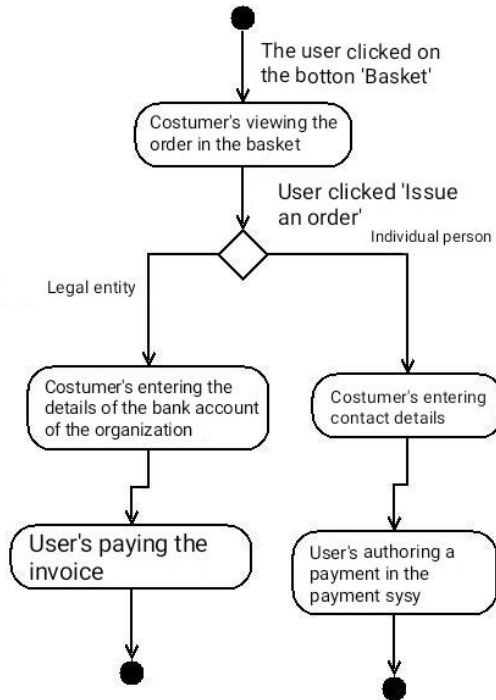 The user clicked on
the botton 'Basket'
Costumer's viewing the
order in the basket
User clicked 'Issue
an order'
Individual person
Legal entity
Costumer's entering the
details of the bank account
of the organization
Costumer's entering
contact details
User's paying the
invoice
User's authoring a
payment in the
payment sysy